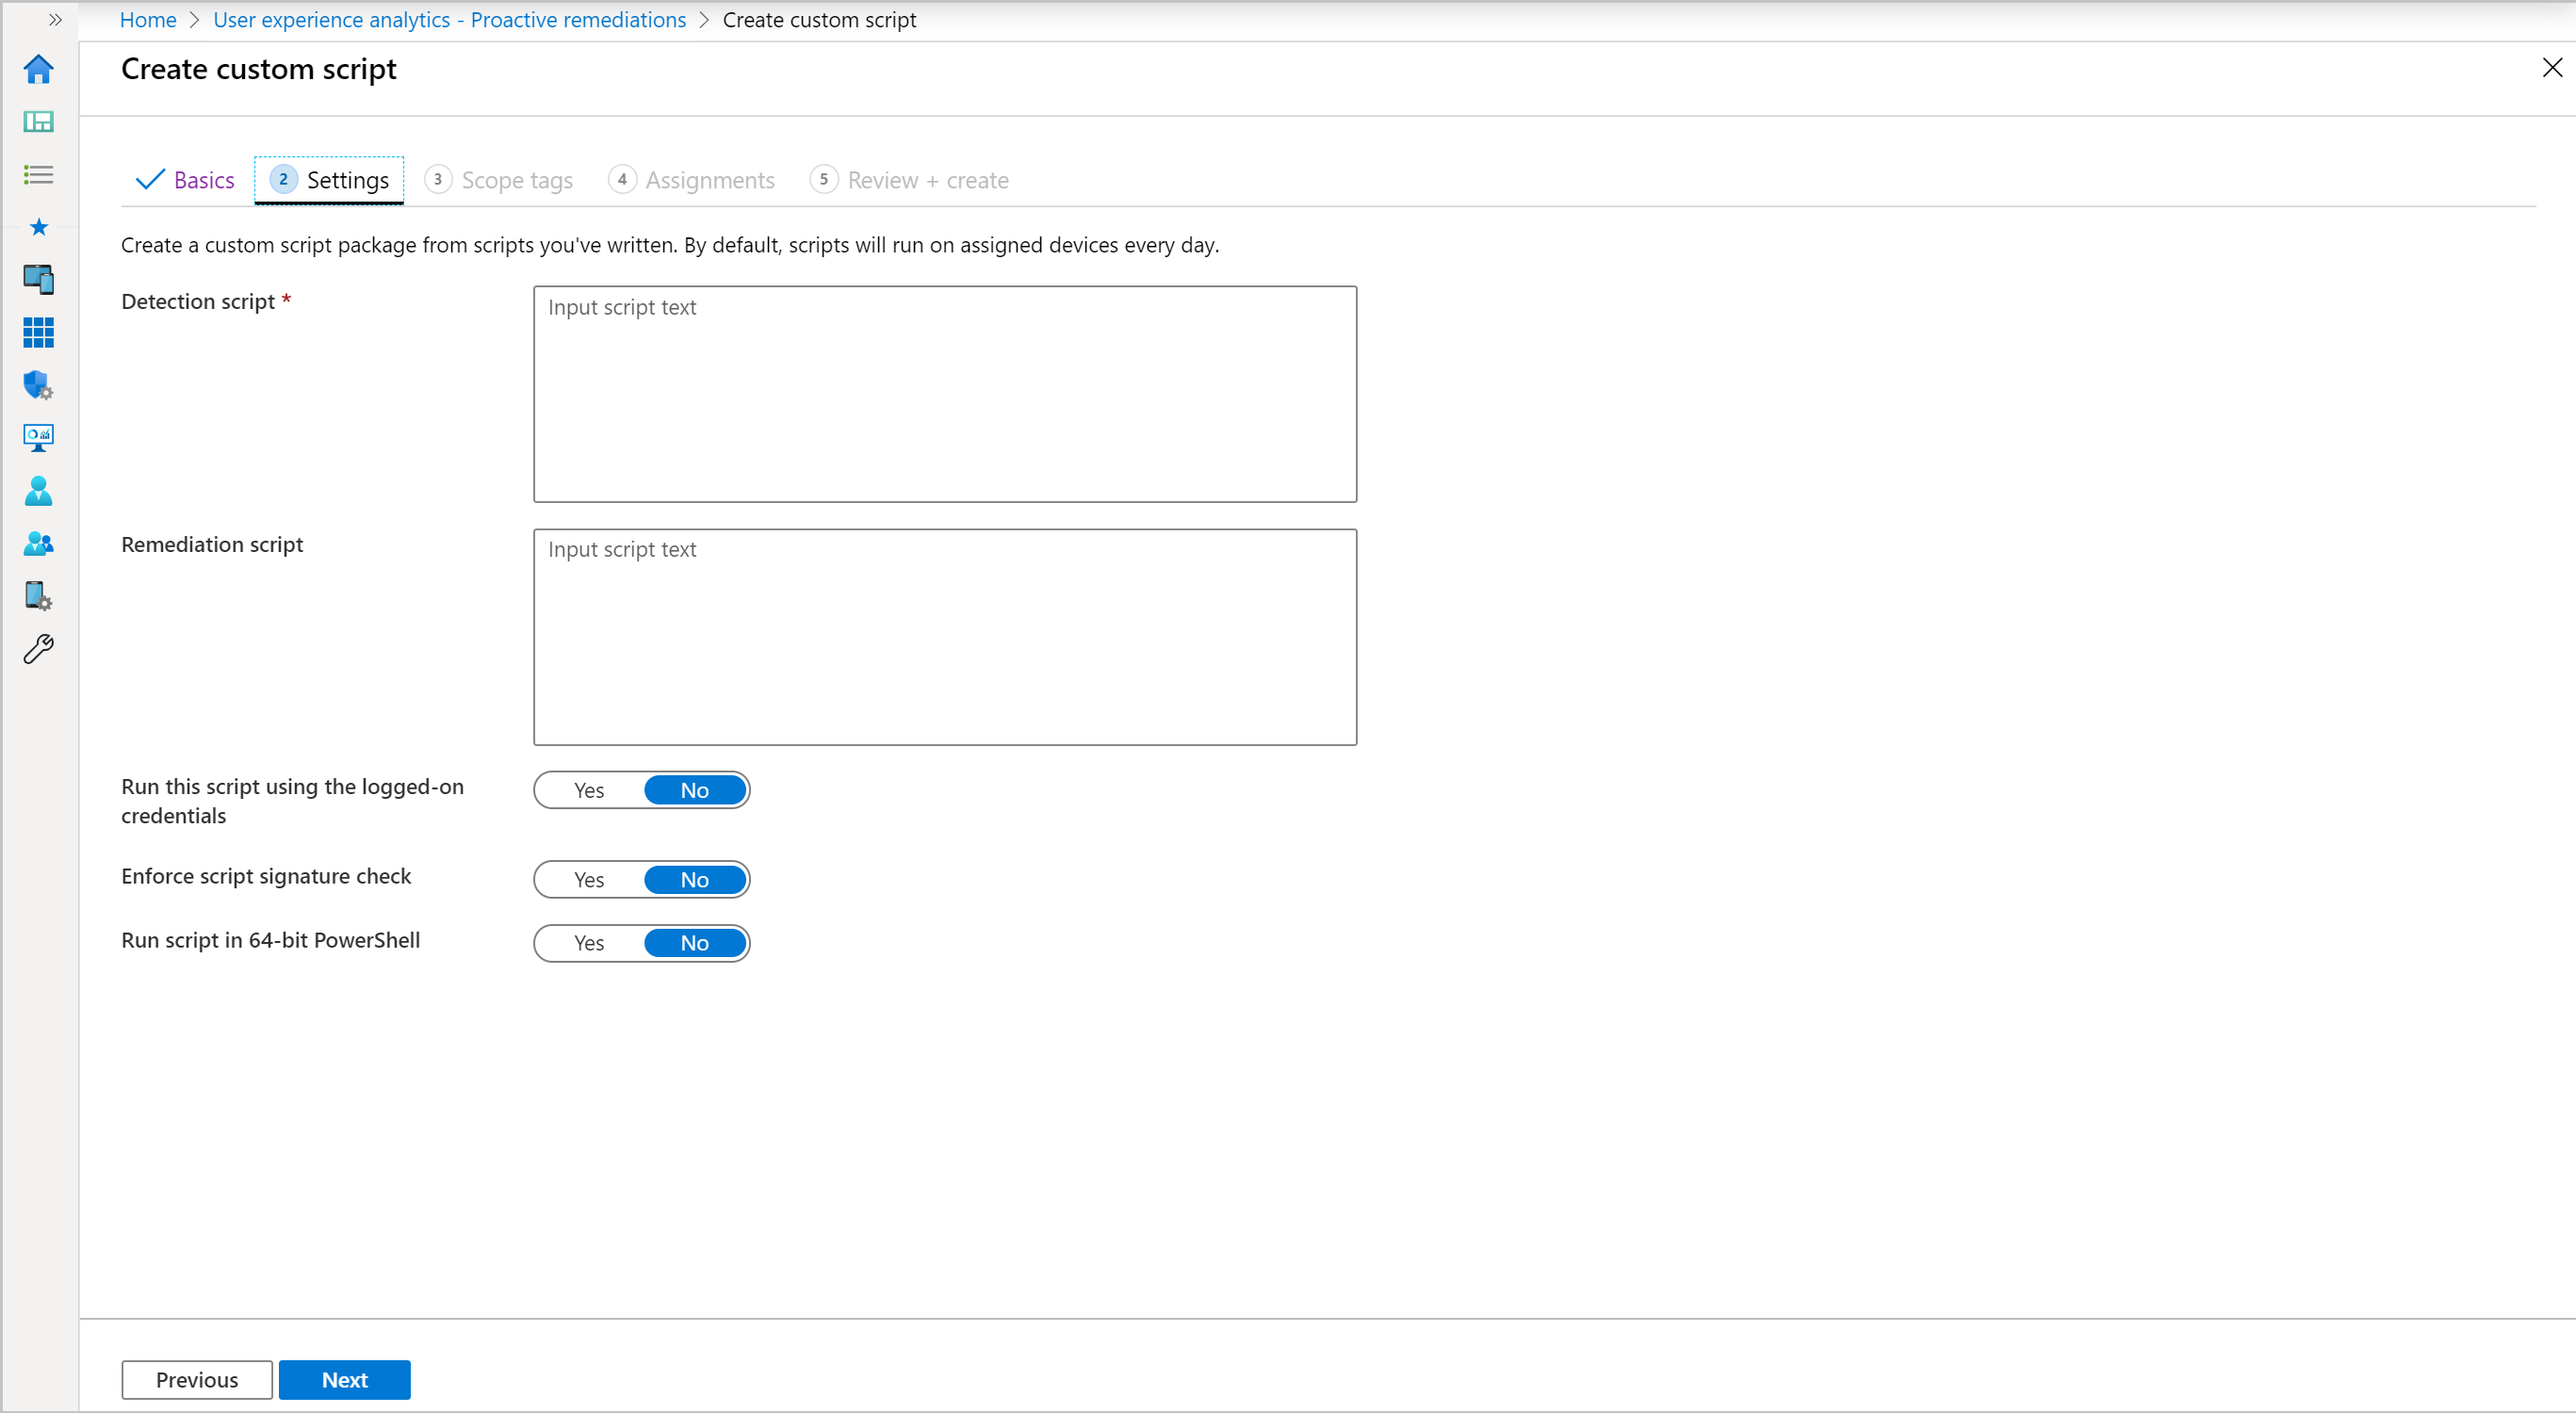 Home > User experience analytics - Proactive remediations > Create custom script
Create custom script
Basics 2 Settings 3 Scope tags 4 Assignments 5 Review + create
Create a custom script package from scripts you've written. By default, scripts will run on assigned devices every day.
Detection script *
Input script text
Remediation script
Input script text
Run this script using the logged-on
credentials
Yes No
Enforce script signature check
Yes No
Run script in 64-bit PowerShell
Yes No
Previous Next